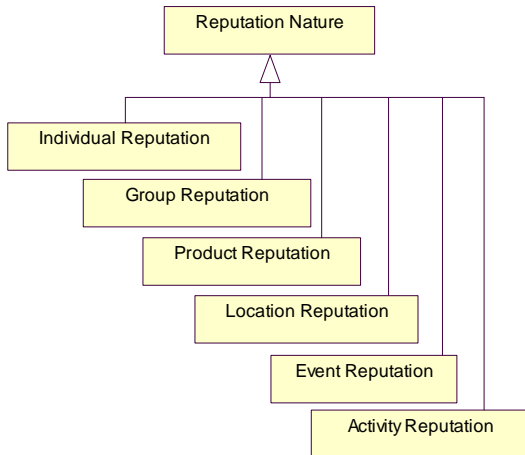 Reputation Nature
Individual Reputation
Group Reputation
Product Reputation
Location Reputation
Event Reputation
Activity Reputation